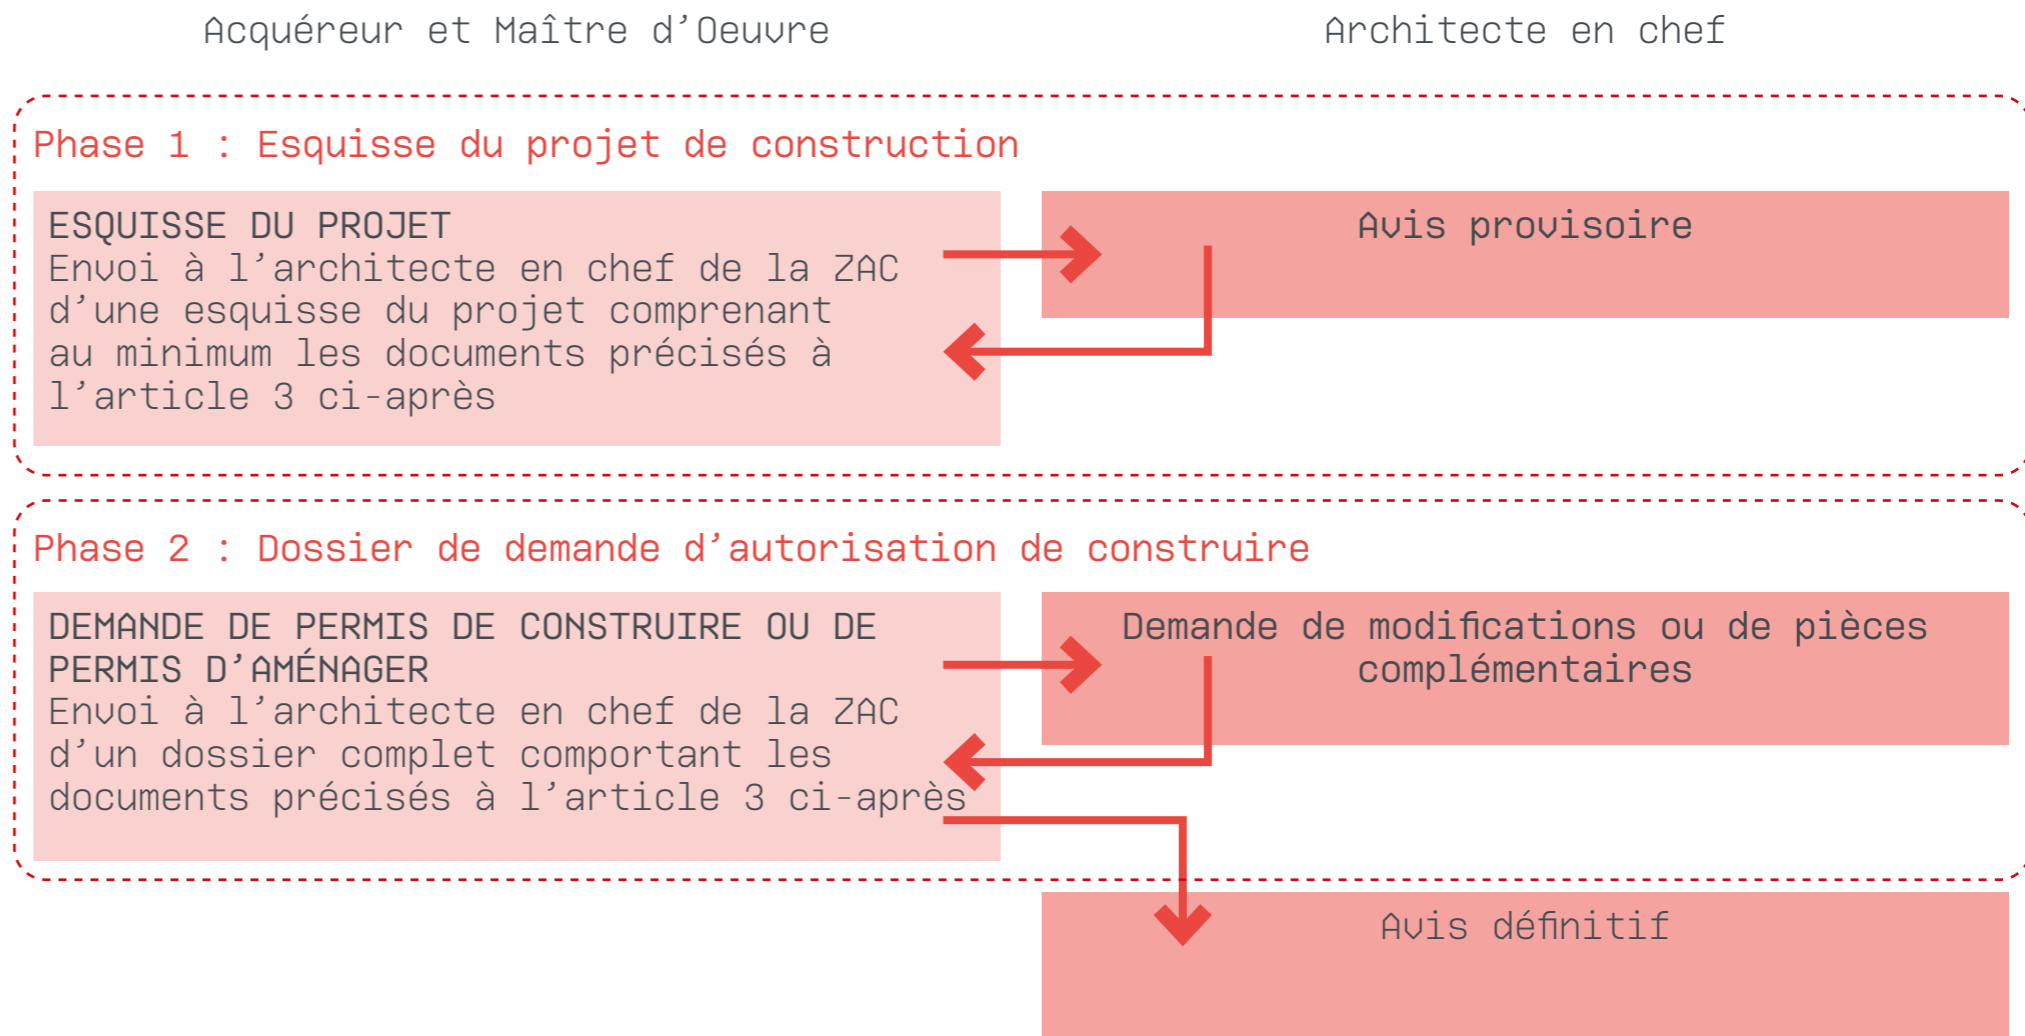 Acquéreur et Maître d’Oeuvre
Architecte en chef
Phase 1 : Esquisse du projet de construction
ESQUISSE DU PROJET
Envoi à l’architecte en chef de la ZAC
d’une esquisse du projet comprenant
au minimum les documents précisés à
l’article 3 ci-après
Avis provisoire
Phase 2 : Dossier de demande d’autorisation de construire
DEMANDE DE PERMIS DE CONSTRUIRE OU DE
PERMIS D’AMÉNAGER
Envoi à l’architecte en chef de la ZAC
d’un dossier complet comportant les
documents précisés à l’article 3 ci-après
Demande de modifications ou de pièces
complémentaires
Avis définitif